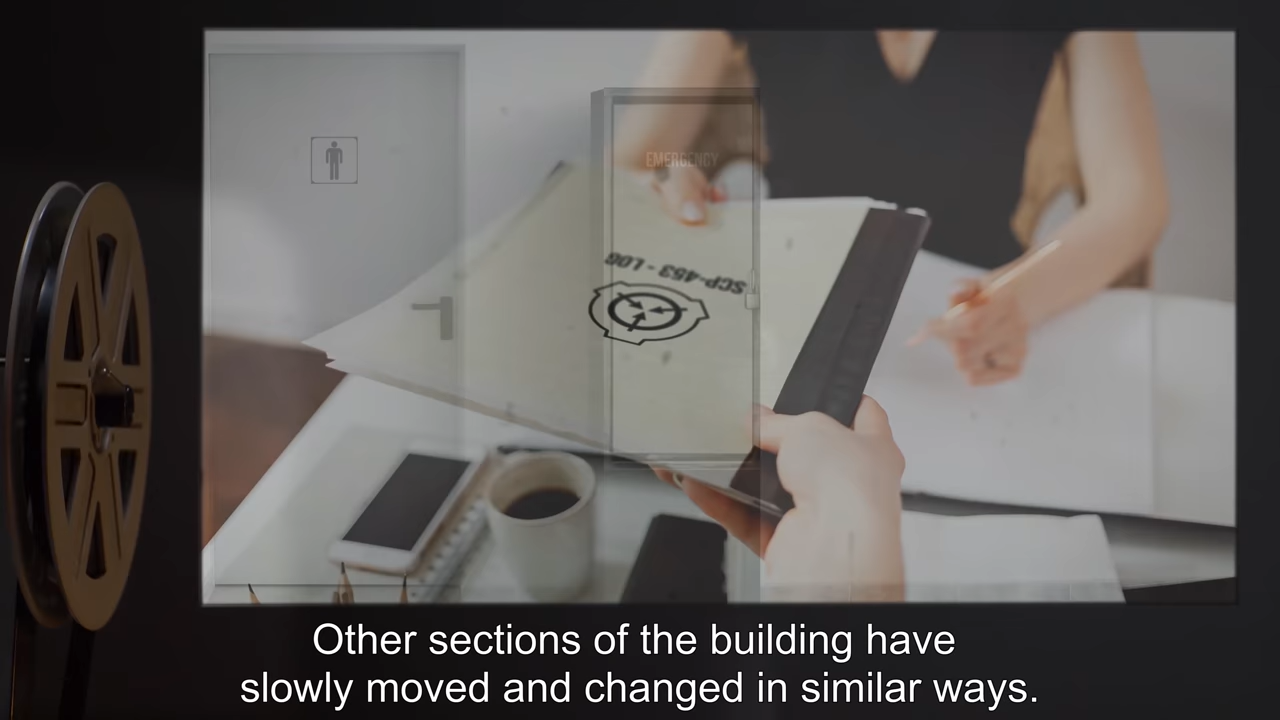 EMERGENCY
SCP-453 - LOG
Other sections of the building have
slowly moved and changed in similar ways.